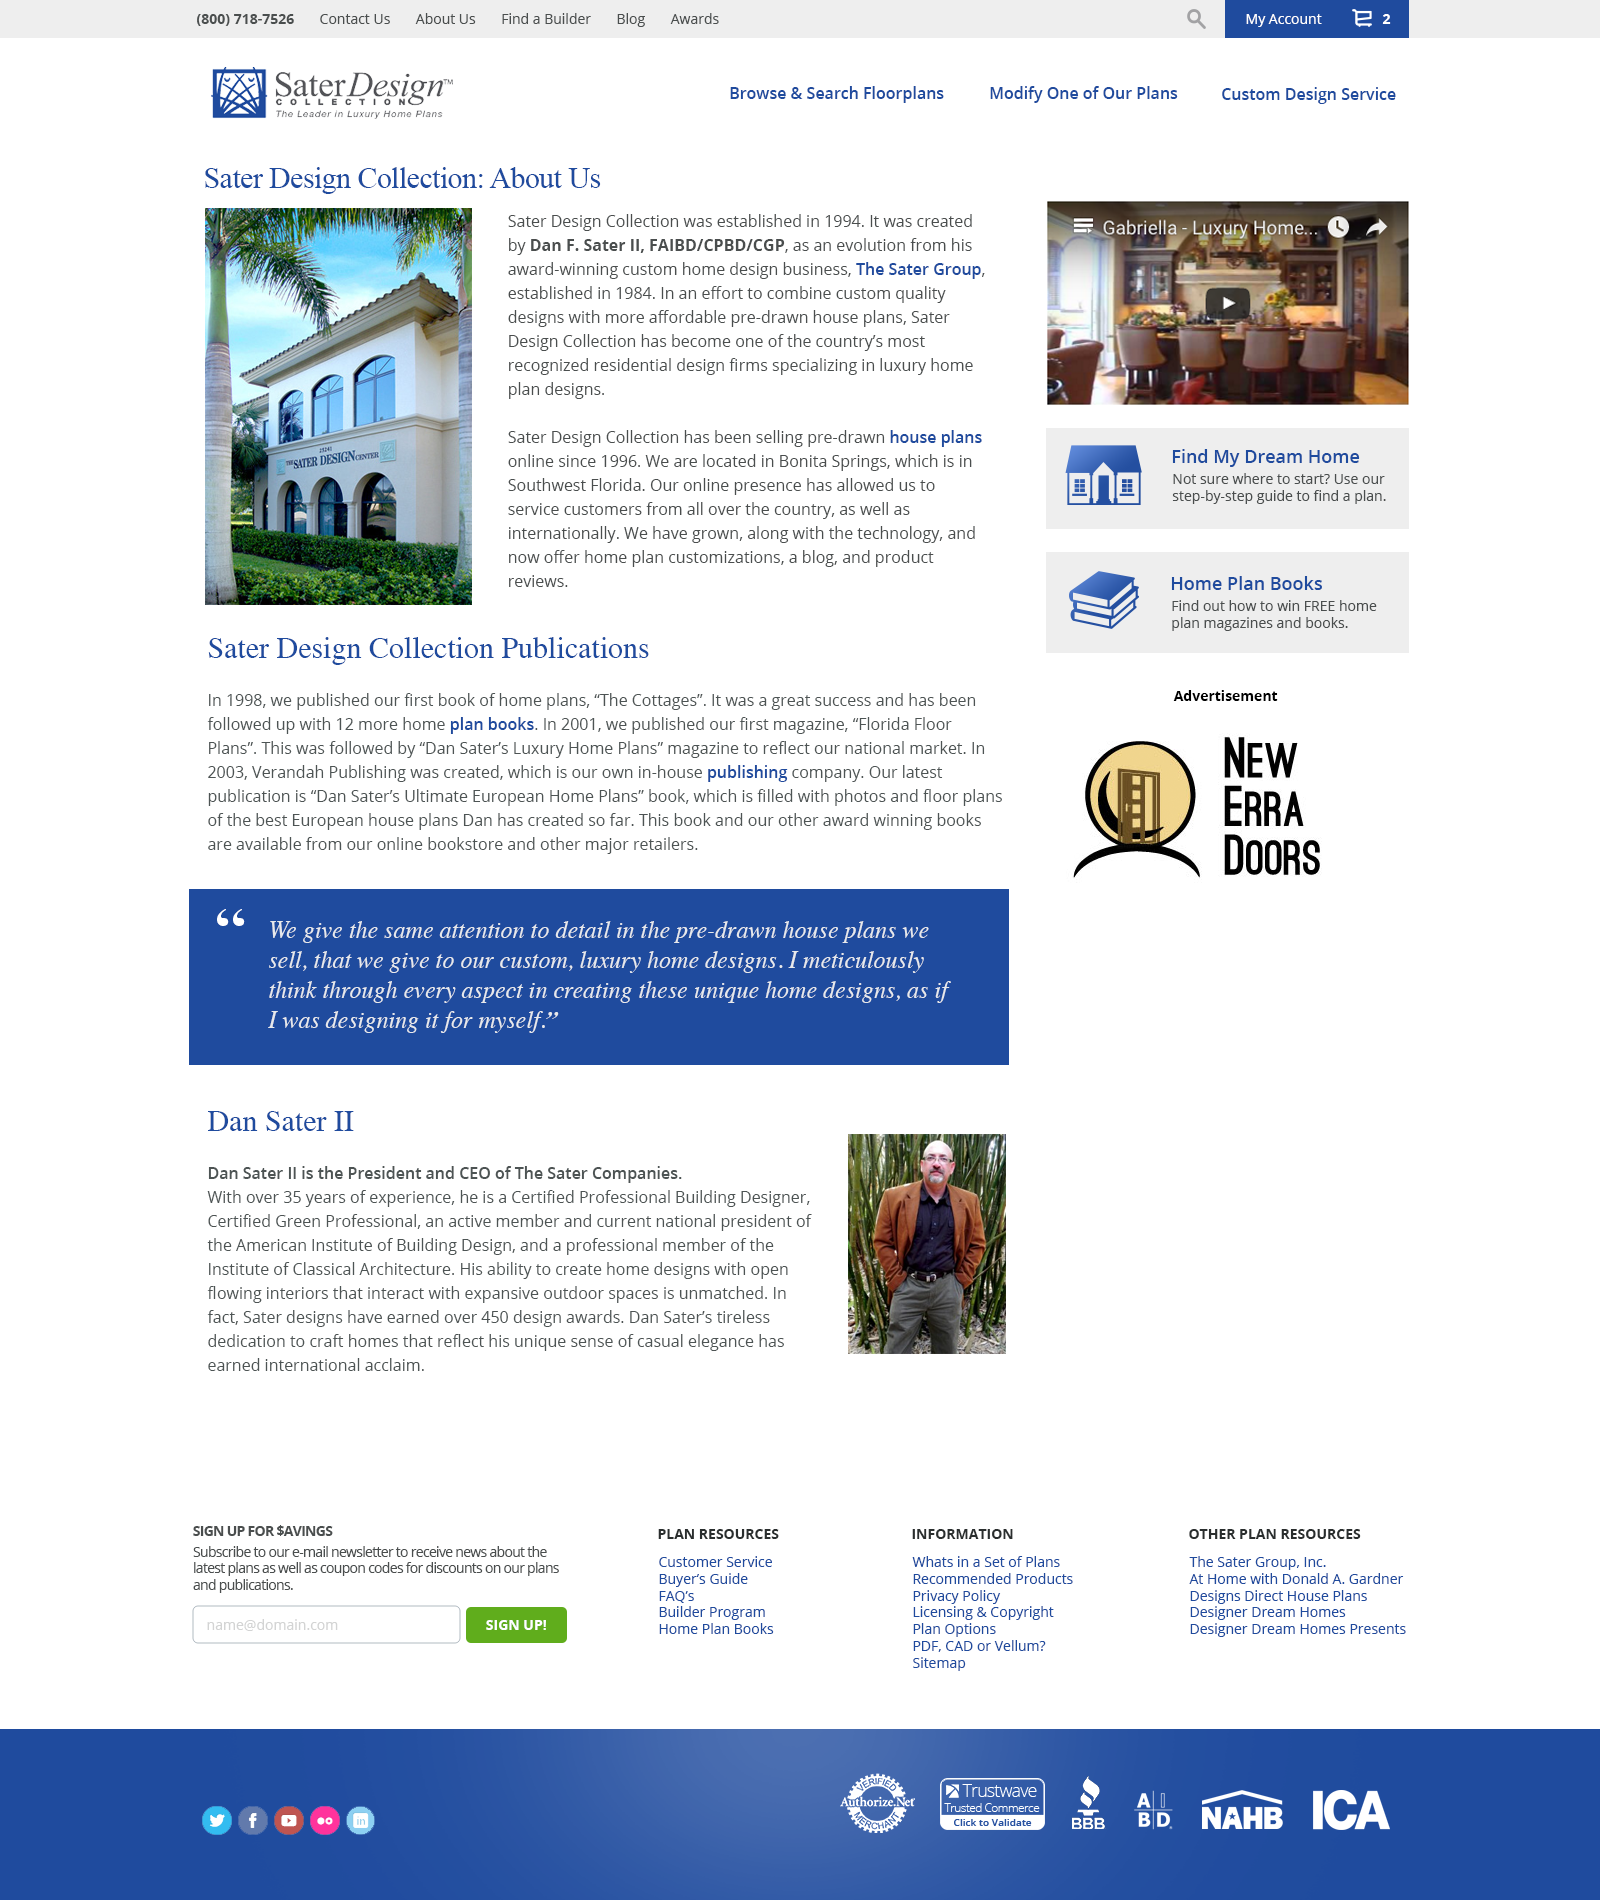 (800) 718-7526 Contact Us About Us Find a Builder Blog Awards
My Account 2
Sater Design™
COLLECTION
The Leader in Luxury Home Plans
Browse & Search Floorplans Modify One of Our Plans Custom Design Service
Sater Design Collection: About Us
23241
THE SATER DESIGN CENTER
Sater Design Collection was established in 1994. It was created
by Dan F. Sater II, FAIBD/CPBD/CGP, as an evolution from his
award-winning custom home design business, The Sater Group,
established in 1984. In an effort to combine custom quality
designs with more affordable pre-drawn house plans, Sater
Design Collection has become one of the country’s most
recognized residential design firms specializing in luxury home
plan designs.
Sater Design Collection has been selling pre-drawn house plans
online since 1996. We are located in Bonita Springs, which is in
Southwest Florida. Our online presence has allowed us to
service customers from all over the country, as well as
internationally. We have grown, along with the technology, and
now offer home plan customizations, a blog, and product
reviews.
Gabriella - Luxury Home...
Find My Dream Home
Not sure where to start? Use our
step-by-step guide to find a plan.
Home Plan Books
Find out how to win FREE home
plan magazines and books.
Advertisement
NEW
ERRA
DOORS
Sater Design Collection Publications
In 1998, we published our first book of home plans, “The Cottages”. It was a great success and has been
followed up with 12 more home plan books. In 2001, we published our first magazine, “Florida Floor
Plans”. This was followed by “Dan Sater’s Luxury Home Plans” magazine to reflect our national market. In
2003, Verandah Publishing was created, which is our own in-house publishing company. Our latest
publication is “Dan Sater’s Ultimate European Home Plans” book, which is filled with photos and floor plans
of the best European house plans Dan has created so far. This book and our other award winning books
are available from our online bookstore and other major retailers.
“ We give the same attention to detail in the pre-drawn house plans we
sell, that we give to our custom, luxury home designs. I meticulously
think through every aspect in creating these unique home designs, as if
I was designing it for myself.”
Dan Sater II
Dan Sater II is the President and CEO of The Sater Companies.
With over 35 years of experience, he is a Certified Professional Building Designer,
Certified Green Professional, an active member and current national president of
the American Institute of Building Design, and a professional member of the
Institute of Classical Architecture. His ability to create home designs with open
flowing interiors that interact with expansive outdoor spaces is unmatched. In
fact, Sater designs have earned over 450 design awards. Dan Sater’s tireless
dedication to craft homes that reflect his unique sense of casual elegance has
earned international acclaim.
SIGN UP FOR $AVINGS
Subscribe to our e-mail newsletter to receive news about the
latest plans as well as coupon codes for discounts on our plans
and publications.
name@domain.com SIGN UP!
PLAN RESOURCES
Customer Service
Buyer’s Guide
FAQ’s
Builder Program
Home Plan Books
INFORMATION
Whats in a Set of Plans
Recommended Products
Privacy Policy
Licensing & Copyright
Plan Options
PDF, CAD or Vellum?
Sitemap
OTHER PLAN RESOURCES
The Sater Group, Inc.
At Home with Donald A. Gardner
Designs Direct House Plans
Designer Dream Homes
Designer Dream Homes Presents
in
VERIFIED
Authorize.Net
MERCHANT
Trustwave
Trusted Commerce
Click to Validate
BBB
AIBD
NAHB
ICA